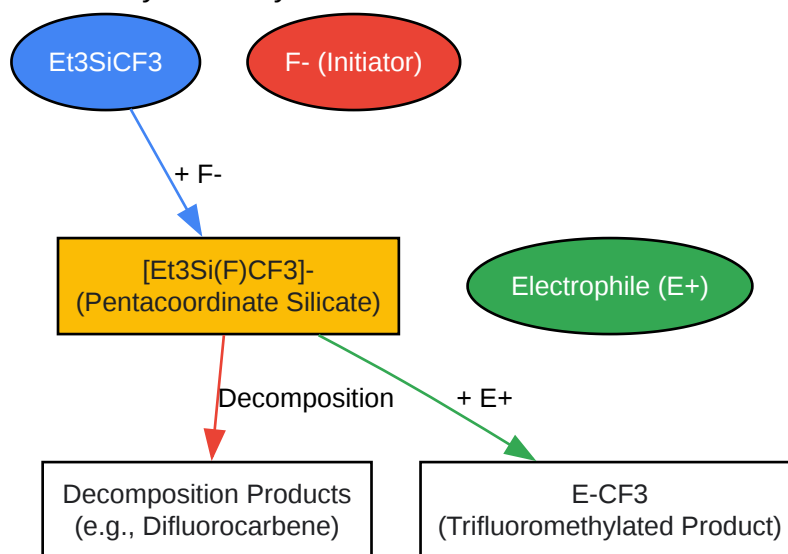 Et3SiCF3
F- (Initiator)
+ F-
[Et3Si(F)CF3]-
(Pentacoordinate Silicate)
Electrophile (E+)
Decomposition
+ E+
Decomposition Products
(e.g., Difluorocarbene)
E-CF3
(Trifluoromethylated Product)